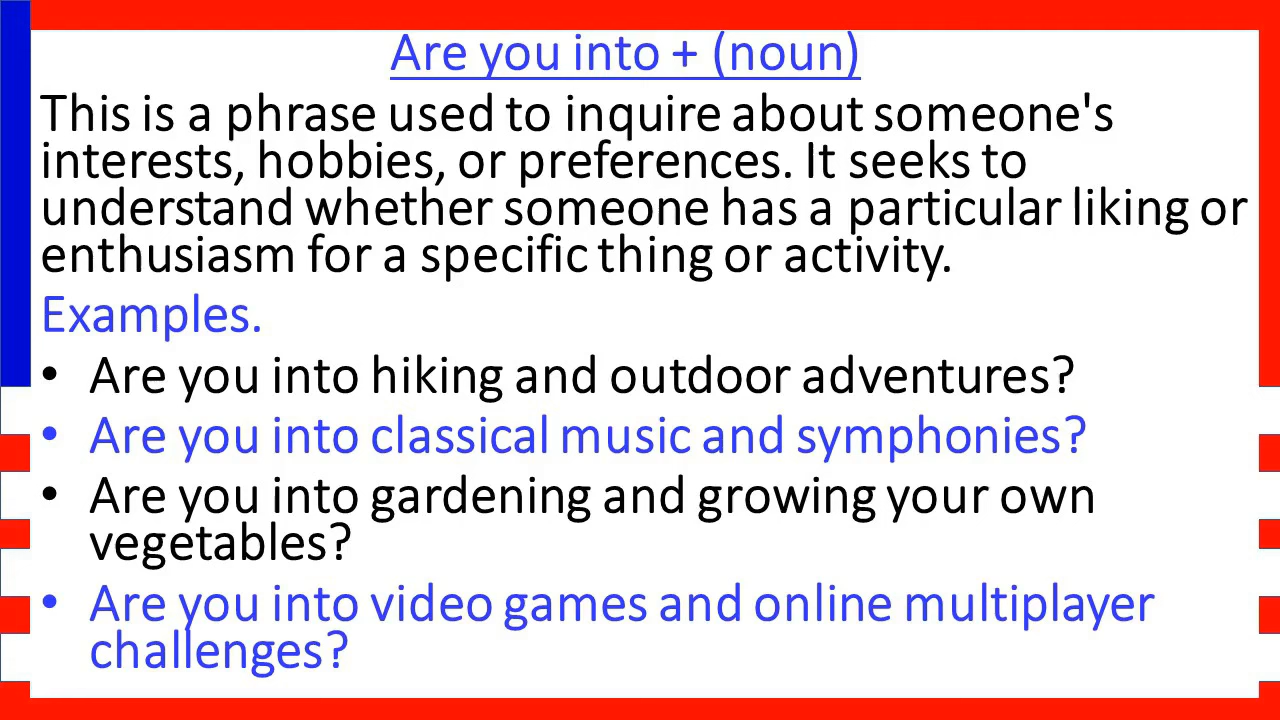 Are you into + (noun)
This is a phrase used to inquire about someone's
interests, hobbies, or preferences. It seeks to
understand whether someone has a particular liking or
enthusiasm for a specific thing or activity.
Examples.
• Are you into hiking and outdoor adventures?
• Are you into classical music and symphonies?
• Are you into gardening and growing your own
vegetables?
• Are you into video games and online multiplayer
challenges?